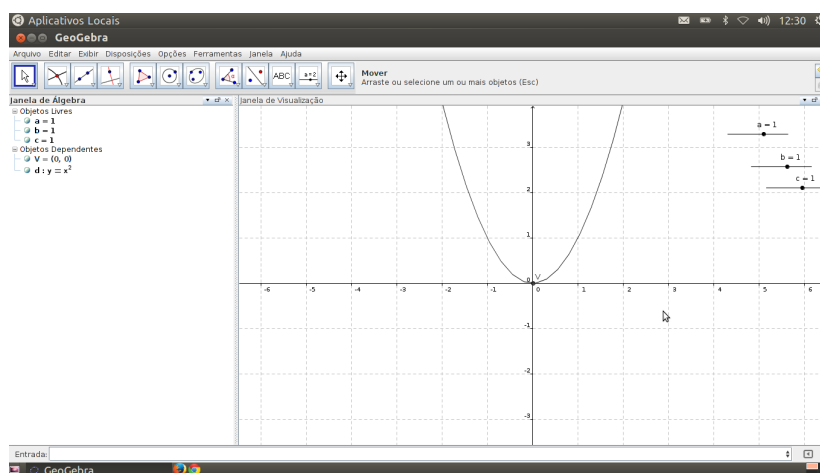 Aplicativos Locais 12:30
GeoGebra
Arquivo Editar Exibir Disposições Opções Ferramentas Janela Ajuda
ABC a=2 Mover
Arraste ou selecione um ou mais objetos (Esc)
Janela de Álgebra Janela de Visualização
Objetos Livres
a = 1
b = 1
c = 1
Objetos Dependentes
V = (0, 0)
d : y = x²
a = 1
b = 1
c = 1
3
2
1
0
V
-6 -5 -4 -3 -2 -1 0 1 2 3 4 5 6
-1
-2
-3
Entrada:
GeoGebra